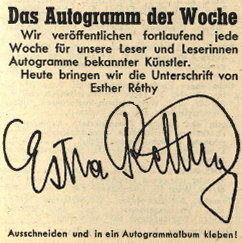 Das Autogramm der Woche
Wir veröffentlichen fortlaufend jede
Woche für unsere Leser und Leserinnen
Autogramme bekannter Künstler.
Heute bringen wir die Unterschrift von
Esther Réthy
Esther Réthy
Ausschneiden und in ein Autogrammalbum kleben!